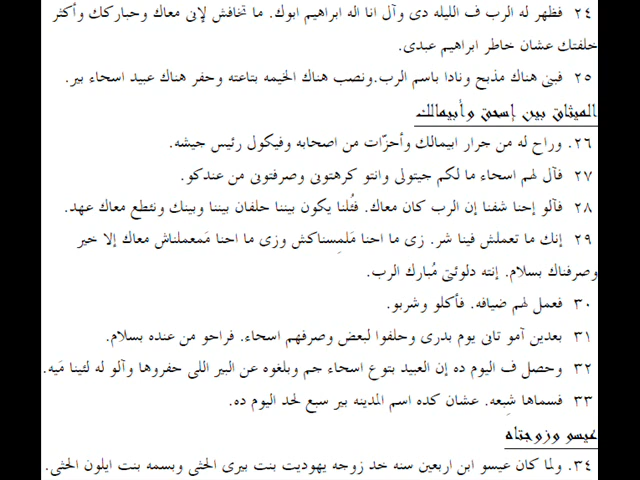 ٢٤ فظهر له الرب ف الليله دى وآل انا اله ابراهيم ابوك. ما تخافش لإنى معاك وحباركك وأكثر
خلفتك عشان خاطر ابراهيم عبدى.
٢٥ فبنى هناك مذبح ونادا باسم الرب.ونصب هناك الخيمه بتاعته وحفر هناك عبيد اسحاء بير.
الميثاق بين إسحق وأبيمالك
٢٦. وراح له من جرار ابيمالك وأحزّات من اصحابه وفيكول رئيس جيشه.
٢٧ فآل لهم اسحاء ما لكم جيتولى وانتو كرهتونى وصرفتونى من عندكو.
٢٨ فآلو إحنا شفنا إن الرب كان معاك. فؤلنا يكون بيننا حلفان بيننا وبينك ونئطع معاك عهد.
٢٩ إنك ما تعملش فينا شر. زى ما احنا مَلمِسناكش وزى ما احنا مَمعملناش معاك إلا خير
وصرفناك بسلام. إنته دلوئتى مُبارك الرب.
٣٠ فعمل لهم ضيافه. فأكلو وشربو.
٣١ بعدين آمو تانى يوم بدرى وحلفوا لبعض وصرفهم اسحاء. فراحو من عنده بسلام.
٣٢ وحصل ف اليوم ده إن العبيد بتوع اسحاء جم وبلغوه عن البير اللى حفروها وآلو له لئينا مَيه.
٣٣ فسماها شِبعه. عشان كده اسم المدينه بير سبع لحد اليوم ده.
عيسو وزوجتاه
٣٤. ولما كان عيسو ابن اربعين سنه خد زوجه يهوديت بنت بيرى الحثى وبسمه بنت ايلون الحثى.